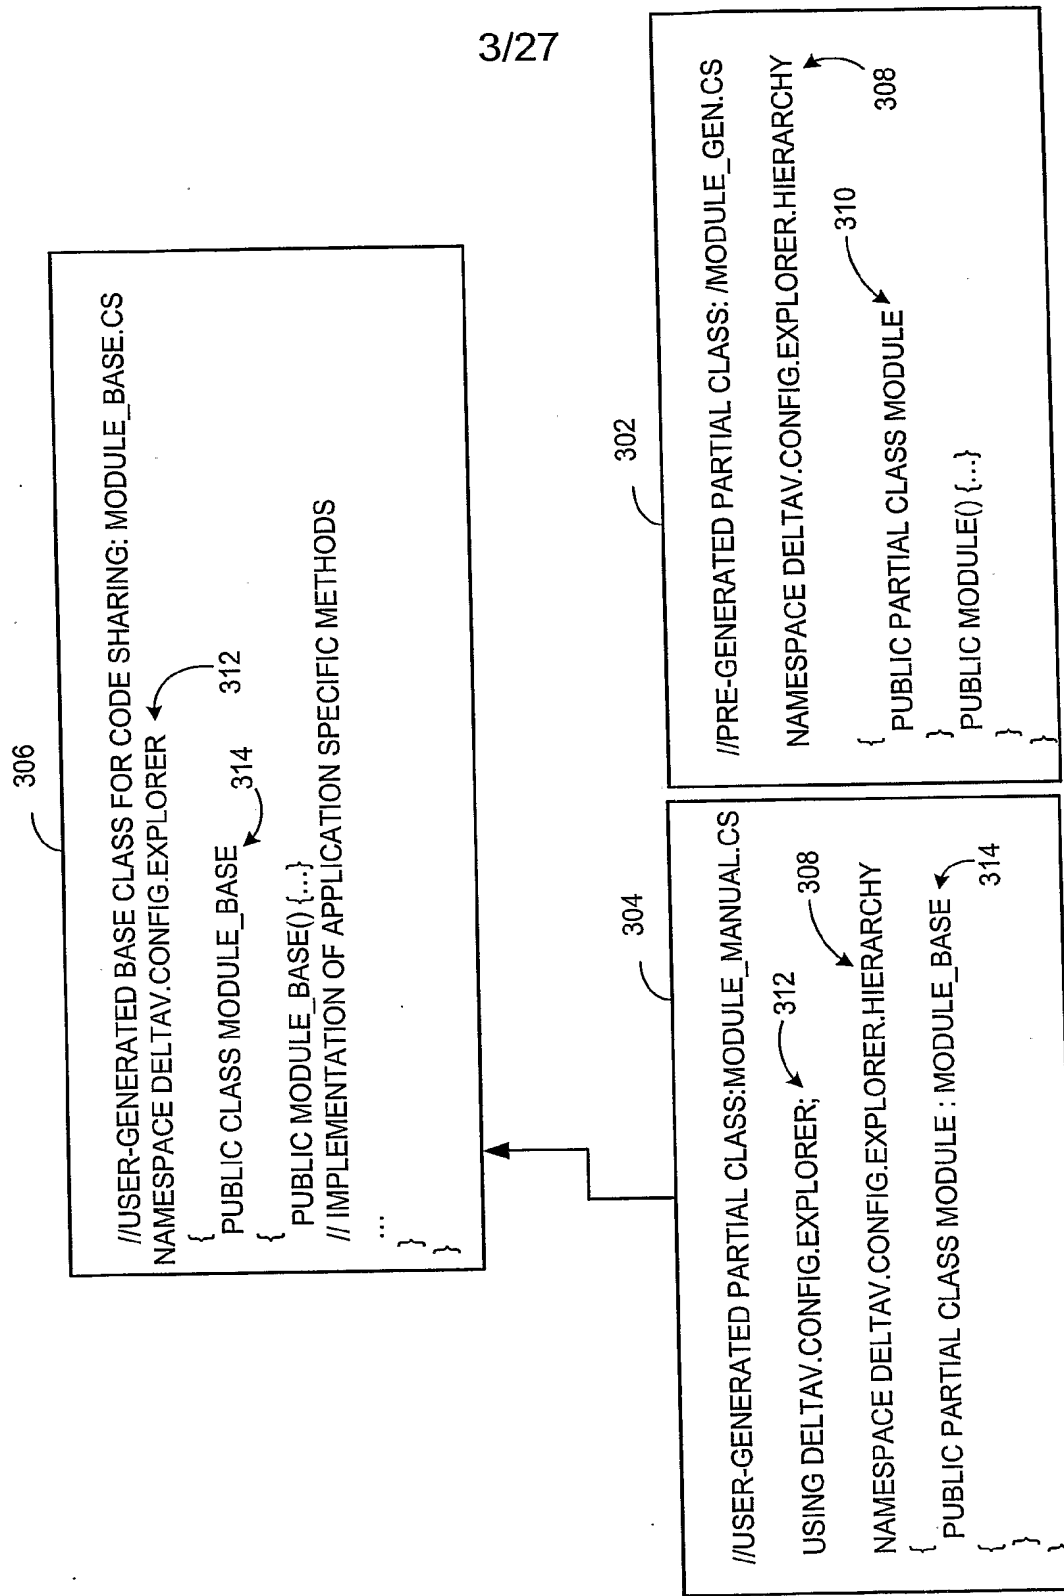 3/27
306
//USER-GENERATED BASE CLASS FOR CODE SHARING: MODULE_BASE.CS
NAMESPACE DELTAV.CONFIG.EXPLORER
312
{
PUBLIC CLASS MODULE_BASE
314
{
PUBLIC MODULE_BASE() {...}
// IMPLEMENTATION OF APPLICATION SPECIFIC METHODS
...
}
}
304
//USER-GENERATED PARTIAL CLASS:MODULE_MANUAL.CS
USING DELTAV.CONFIG.EXPLORER;
312
308
NAMESPACE DELTAV.CONFIG.EXPLORER.HIERARCHY
{
PUBLIC PARTIAL CLASS MODULE : MODULE_BASE
314
{
}
}
302
//PRE-GENERATED PARTIAL CLASS: /MODULE_GEN.CS
NAMESPACE DELTAV.CONFIG.EXPLORER.HIERARCHY
308
310
{
PUBLIC PARTIAL CLASS MODULE
}
PUBLIC MODULE() {...}
}
}